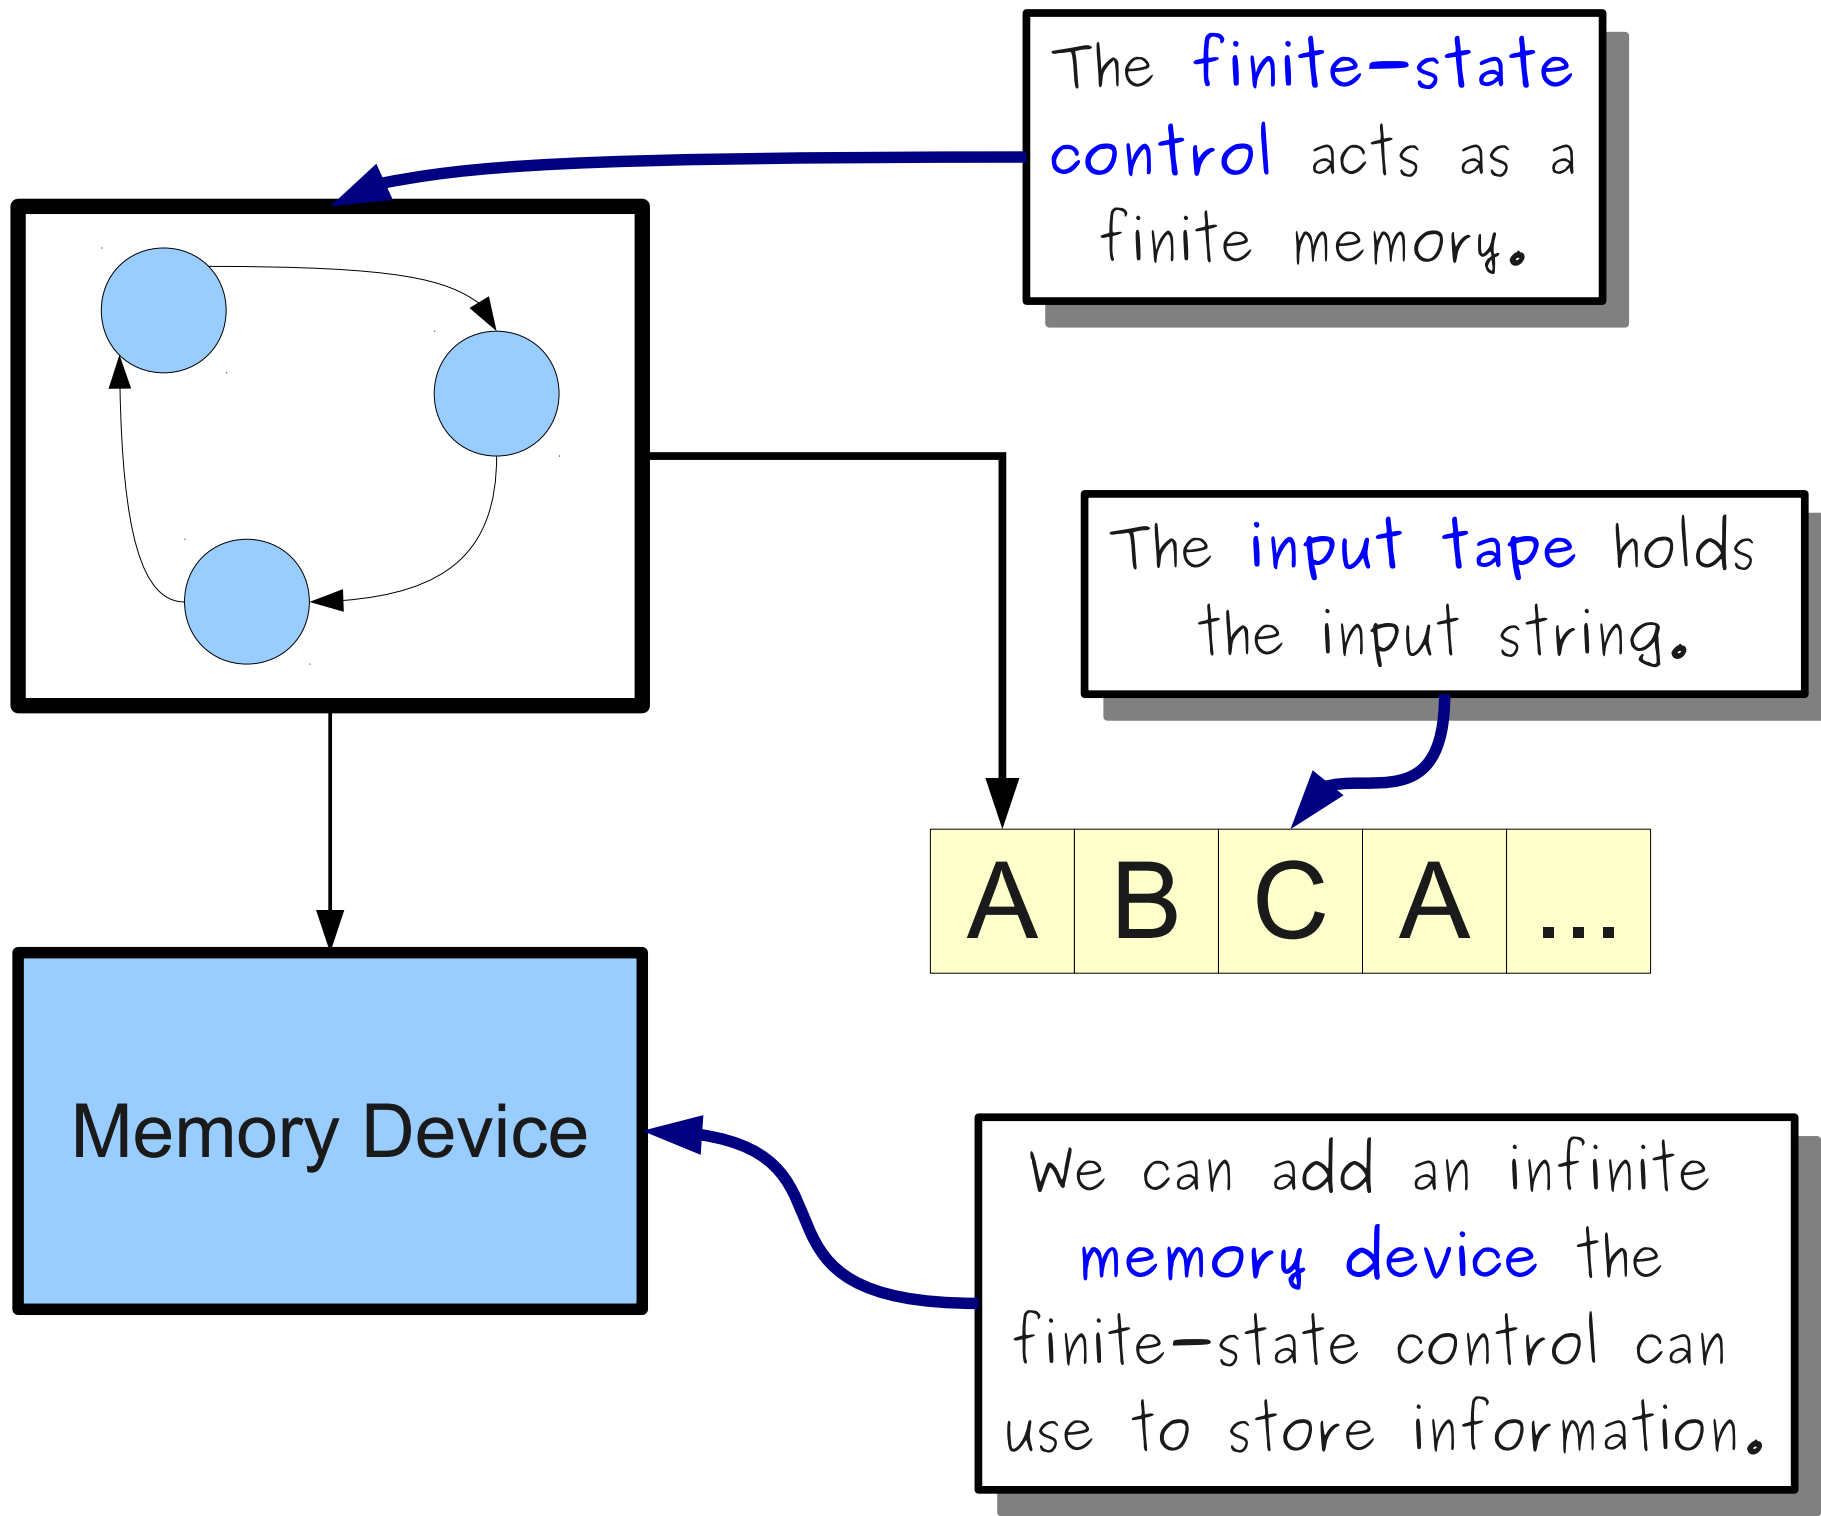 The finite-state
control acts as a
finite memory.
The input tape holds
the input string.
A B C A ...
Memory Device
We can add an infinite
memory device the
finite-state control can
use to store information.